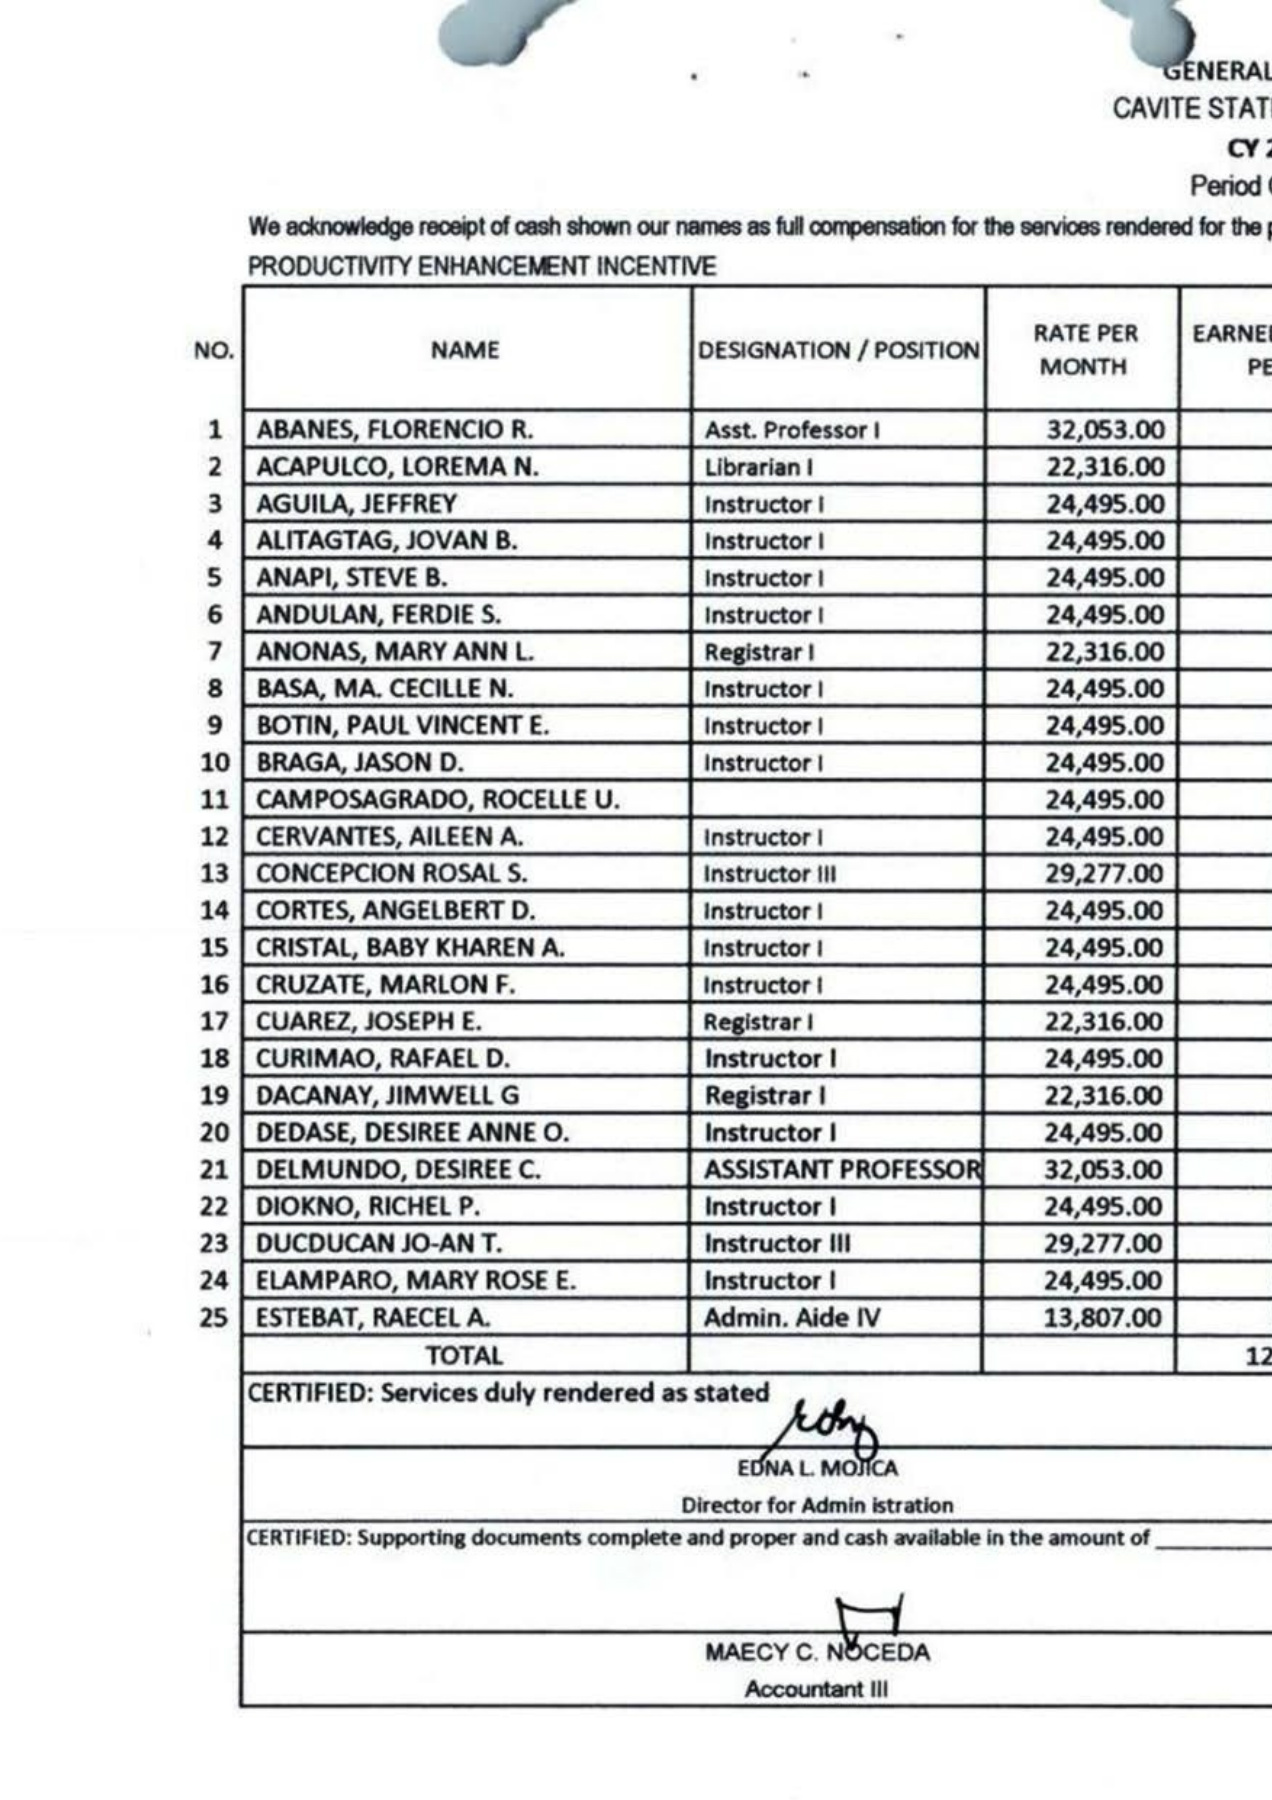 GENERAL
CAVITE STAT
CY 2
Period
We acknowledge receipt of cash shown our names as full compensation for the services rendered for the
PRODUCTIVITY ENHANCEMENT INCENTIVE
NO. NAME DESIGNATION / POSITION RATE PER MONTH EARNE PE
1 ABANES, FLORENCIO R. Asst. Professor I 32,053.00
2 ACAPULCO, LOREMA N. Librarian I 22,316.00
3 AGUILA, JEFFREY Instructor I 24,495.00
4 ALITAGTAG, JOVAN B. Instructor I 24,495.00
5 ANAPI, STEVE B. Instructor I 24,495.00
6 ANDULAN, FERDIE S. Instructor I 24,495.00
7 ANONAS, MARY ANN L. Registrar I 22,316.00
8 BASA, MA. CECILLE N. Instructor I 24,495.00
9 BOTIN, PAUL VINCENT E. Instructor I 24,495.00
10 BRAGA, JASON D. Instructor I 24,495.00
11 CAMPOSAGRADO, ROCELLE U. 24,495.00
12 CERVANTES, AILEEN A. Instructor I 24,495.00
13 CONCEPCION ROSAL S. Instructor III 29,277.00
14 CORTES, ANGELBERT D. Instructor I 24,495.00
15 CRISTAL, BABY KHAREN A. Instructor I 24,495.00
16 CRUZATE, MARLON F. Instructor I 24,495.00
17 CUAREZ, JOSEPH E. Registrar I 22,316.00
18 CURIMAO, RAFAEL D. Instructor I 24,495.00
19 DACANAY, JIMWELL G Registrar I 22,316.00
20 DEDASE, DESIREE ANNE O. Instructor I 24,495.00
21 DELMUNDO, DESIREE C. ASSISTANT PROFESSOR 32,053.00
22 DIOKNO, RICHEL P. Instructor I 24,495.00
23 DUCDUCAN JO-AN T. Instructor III 29,277.00
24 ELAMPARO, MARY ROSE E. Instructor I 24,495.00
25 ESTEBAT, RAECEL A. Admin. Aide IV 13,807.00
TOTAL 12
CERTIFIED: Services duly rendered as stated
EDNA L. MOJICA
Director for Admin istration
CERTIFIED: Supporting documents complete and proper and cash available in the amount of
MAECY C. NOCEDA
Accountant III